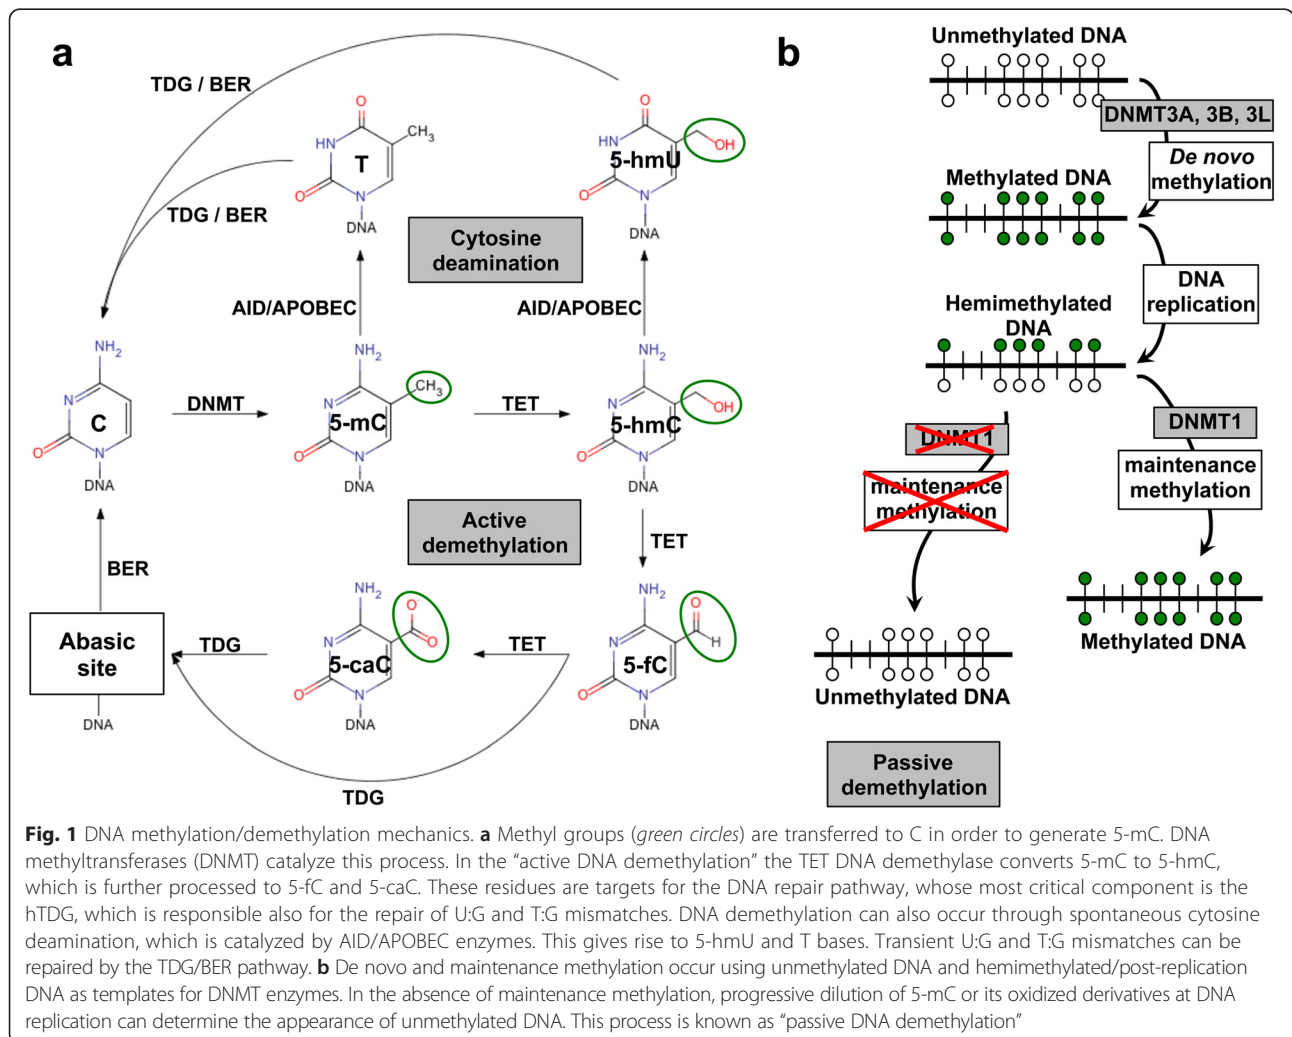 a
TDG / BER
O
CH3
HN
T
O
N
DNA
TDG / BER
O
HN
5-hmU
OH
O
N
DNA
Cytosine
deamination
AID/APOBEC
AID/APOBEC
NH2
N
C
O
N
DNA
DNMT
NH2
CH3
N
5-mC
O
N
DNA
TET
NH2
OH
N
5-hmC
O
N
DNA
Active
demethylation
TET
BER
Abasic
site
DNA
TDG
NH2
O
O
N
5-caC
O
N
DNA
TET
NH2
O
H
N
5-fC
O
N
DNA
TDG
b
Unmethylated DNA
DNMT3A, 3B, 3L
De novo
methylation
Methylated DNA
DNA
replication
Hemimethylated
DNA
DNMT1
maintenance
methylation
DNMT1
maintenance
methylation
Methylated DNA
Unmethylated DNA
Passive
demethylation
Fig. 1 DNA methylation/demethylation mechanics. a Methyl groups (green circles) are transferred to C in order to generate 5-mC. DNA
methyltransferases (DNMT) catalyze this process. In the “active DNA demethylation” the TET DNA demethylase converts 5-mC to 5-hmC,
which is further processed to 5-fC and 5-caC. These residues are targets for the DNA repair pathway, whose most critical component is the
hTDG, which is responsible also for the repair of U:G and T:G mismatches. DNA demethylation can also occur through spontaneous cytosine
deamination, which is catalyzed by AID/APOBEC enzymes. This gives rise to 5-hmU and T bases. Transient U:G and T:G mismatches can be
repaired by the TDG/BER pathway. b De novo and maintenance methylation occur using unmethylated DNA and hemimethylated/post-replication
DNA as templates for DNMT enzymes. In the absence of maintenance methylation, progressive dilution of 5-mC or its oxidized derivatives at DNA
replication can determine the appearance of unmethylated DNA. This process is known as “passive DNA demethylation”